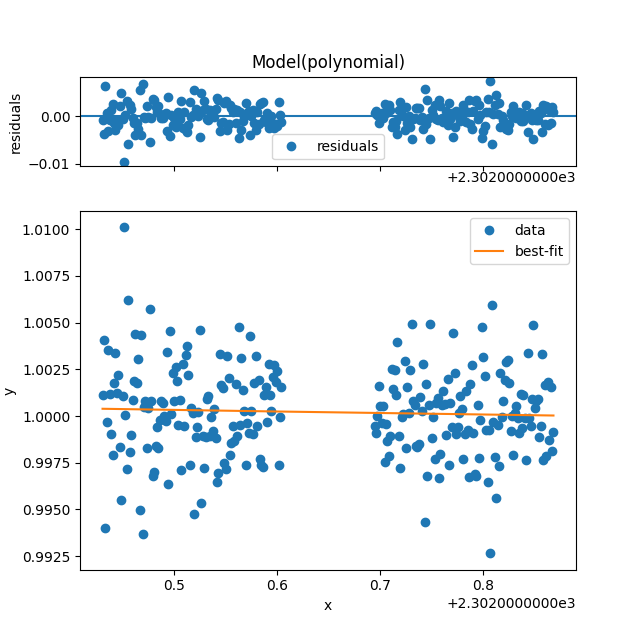 Model(polynomial)
residuals
0.00
−0.01
residuals
+2.3020000000e3
y
1.0100
1.0075
1.0050
1.0025
1.0000
0.9975
0.9950
0.9925
data
best-fit
0.5 0.6 0.7 0.8
x
+2.3020000000e3